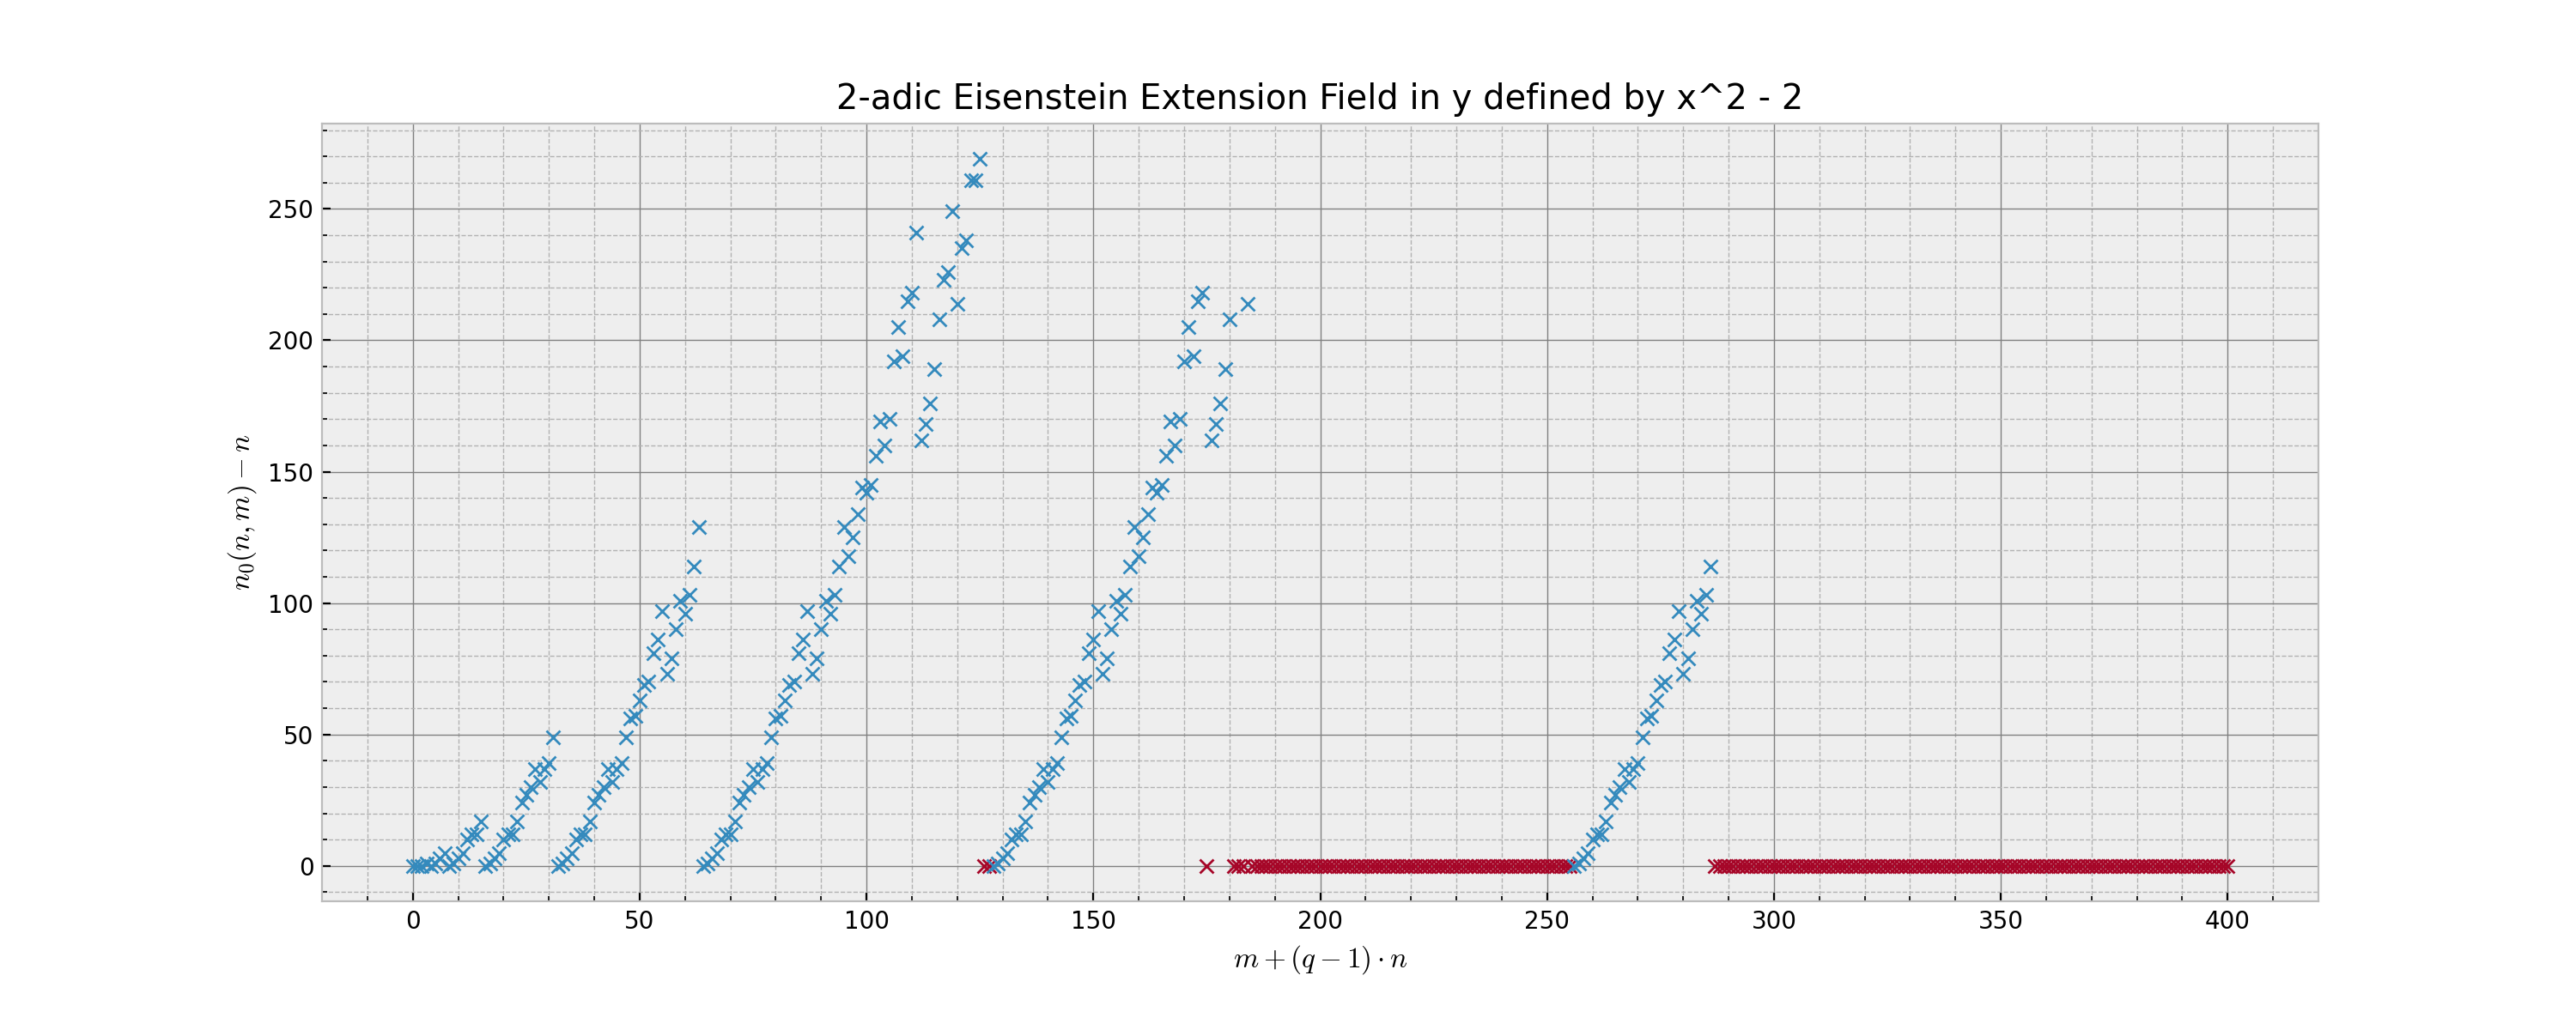 2-adic Eisenstein Extension Field in y defined by x^2 - 2
n₀(n, m) − n
250
200
150
100
50
0
0 50 100 150 200 250 300 350 400
m + (q − 1) · n